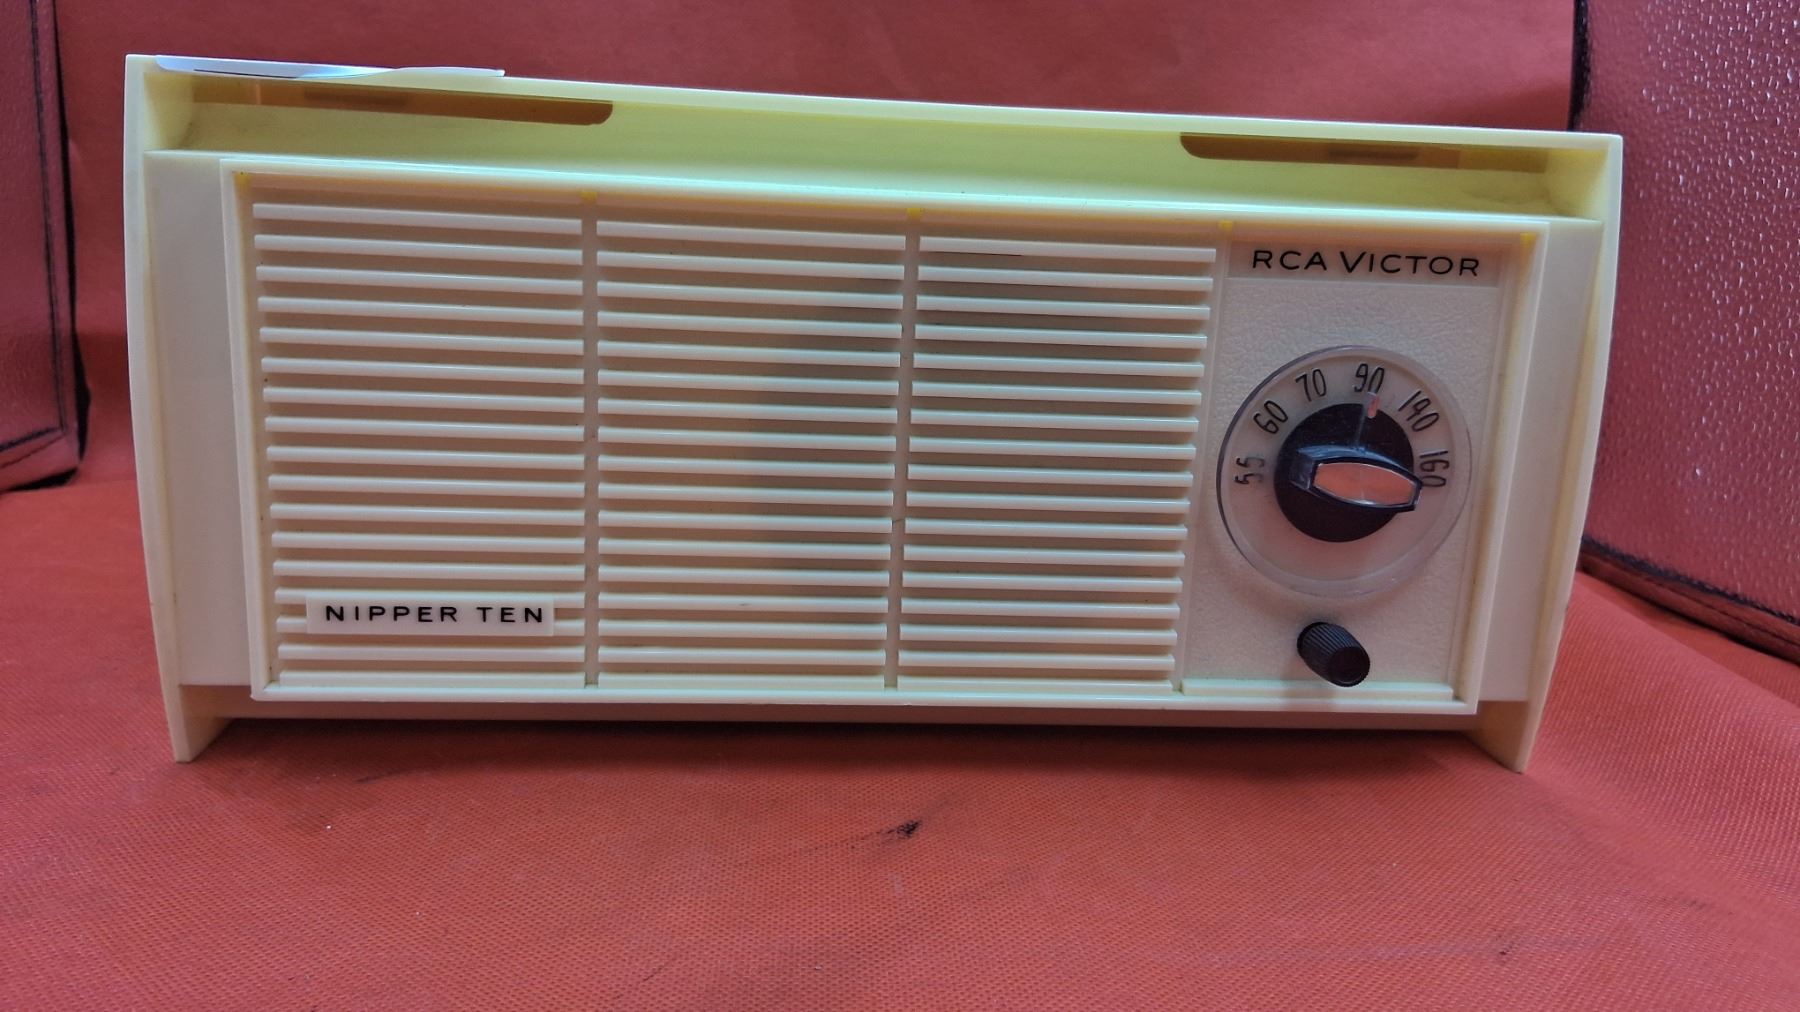 RCA VICTOR
55 60 70 90 140 160
NIPPER TEN